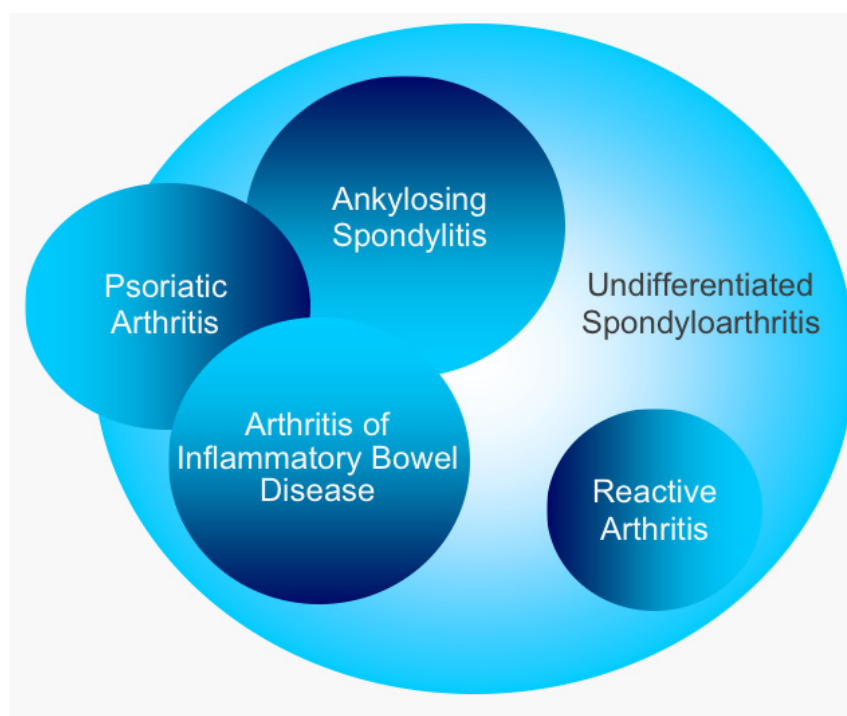 Ankylosing
Spondylitis
Psoriatic
Arthritis
Undifferentiated
Spondyloarthritis
Arthritis of
Inflammatory Bowel
Disease
Reactive
Arthritis